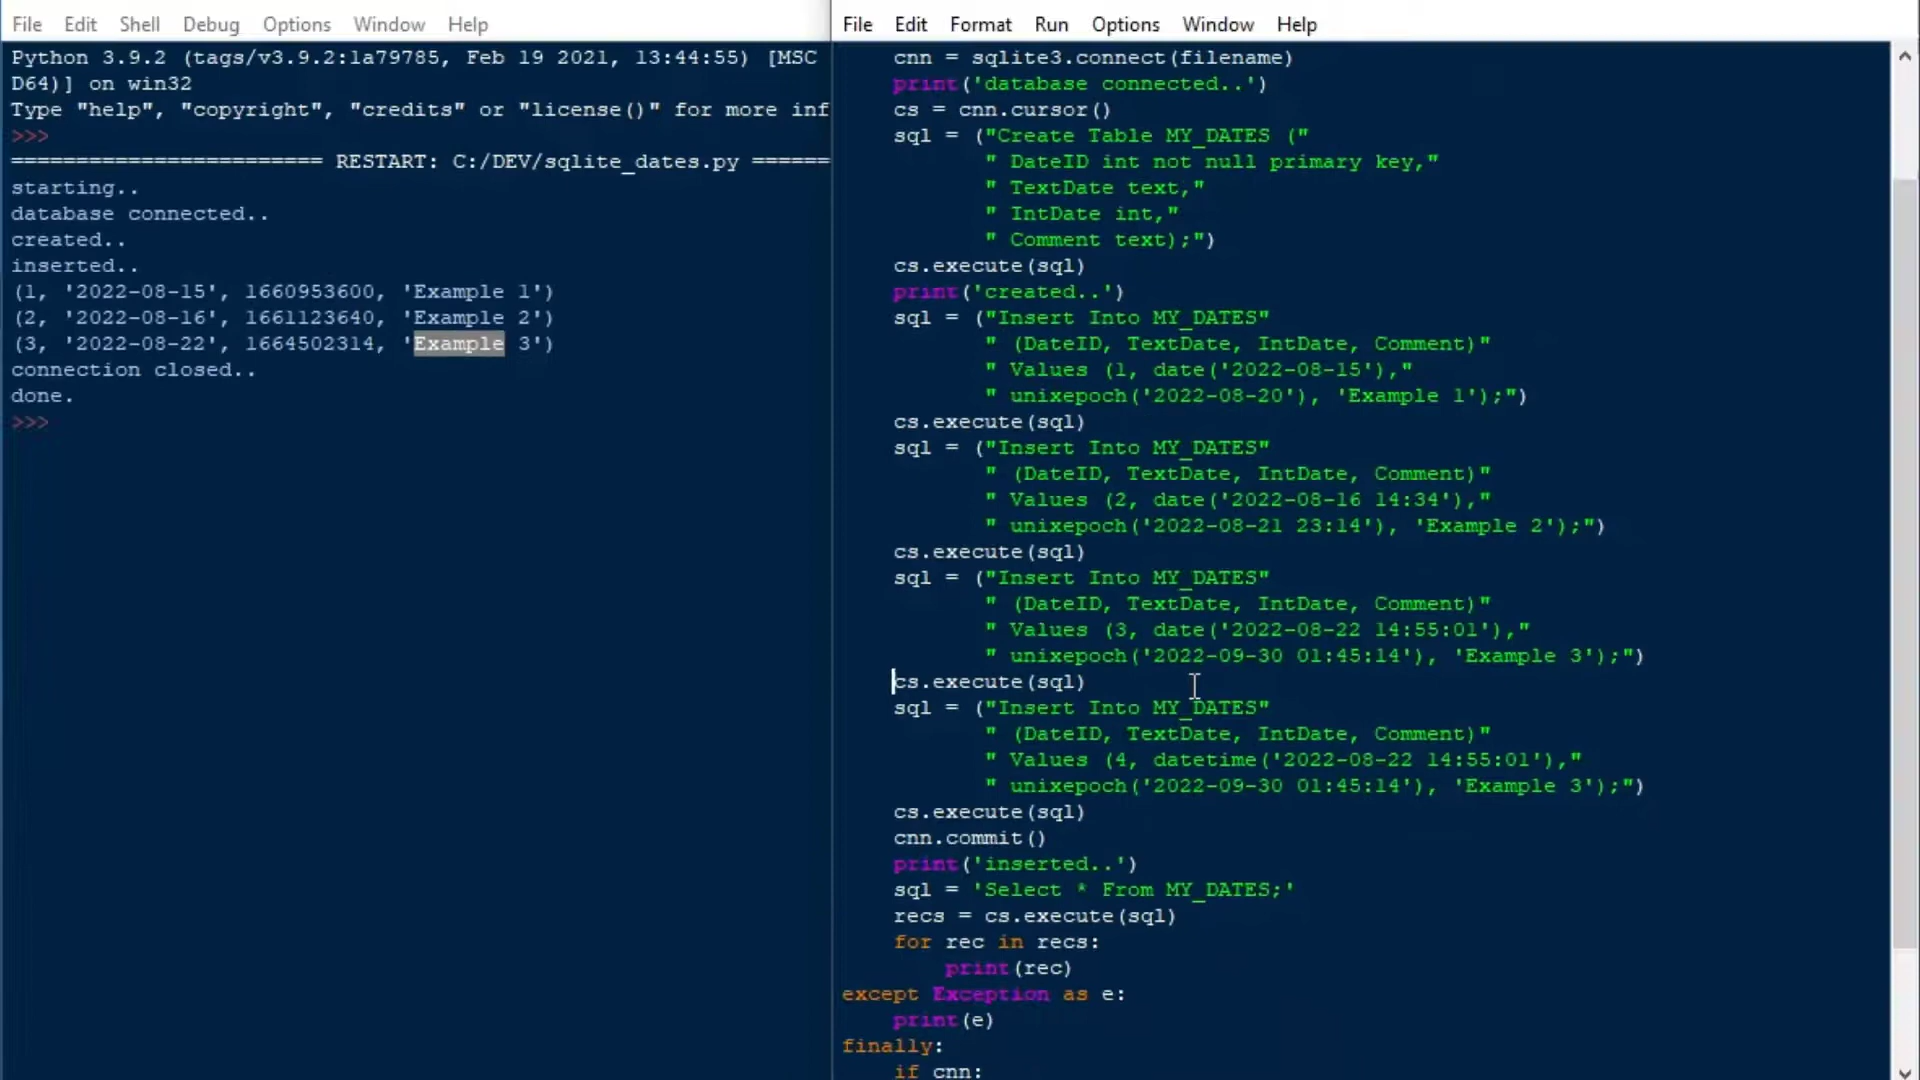 File Edit Shell Debug Options Window Help
Python 3.9.2 (tags/v3.9.2:1a79785, Feb 19 2021, 13:44:55) [MSC
D64)] on win32
Type "help", "copyright", "credits" or "license()" for more inf
>>>
======================== RESTART: C:/DEV/sqlite_dates.py ======
starting..
database connected..
created..
inserted..
(1, '2022-08-15', 1660953600, 'Example 1')
(2, '2022-08-16', 1661123640, 'Example 2')
(3, '2022-08-22', 1664502314, 'Example 3')
connection closed..
done.
>>>
File Edit Format Run Options Window Help
cnn = sqlite3.connect(filename)
print('database connected..')
cs = cnn.cursor()
sql = ("Create Table MY_DATES ("
" DateID int not null primary key,"
" TextDate text,"
" IntDate int,"
" Comment text);")
cs.execute(sql)
print('created..')
sql = ("Insert Into MY_DATES"
" (DateID, TextDate, IntDate, Comment)"
" Values (1, date('2022-08-15'),"
" unixepoch('2022-08-20'), 'Example 1');")
cs.execute(sql)
sql = ("Insert Into MY_DATES"
" (DateID, TextDate, IntDate, Comment)"
" Values (2, date('2022-08-16 14:34'),"
" unixepoch('2022-08-21 23:14'), 'Example 2');")
cs.execute(sql)
sql = ("Insert Into MY_DATES"
" (DateID, TextDate, IntDate, Comment)"
" Values (3, date('2022-08-22 14:55:01'),"
" unixepoch('2022-09-30 01:45:14'), 'Example 3');")
cs.execute(sql)
sql = ("Insert Into MY_DATES"
" (DateID, TextDate, IntDate, Comment)"
" Values (4, datetime('2022-08-22 14:55:01'),"
" unixepoch('2022-09-30 01:45:14'), 'Example 3');")
cs.execute(sql)
cnn.commit()
print('inserted..')
sql = 'Select * From MY_DATES;'
recs = cs.execute(sql)
for rec in recs:
print(rec)
except Exception as e:
print(e)
finally:
if cnn: